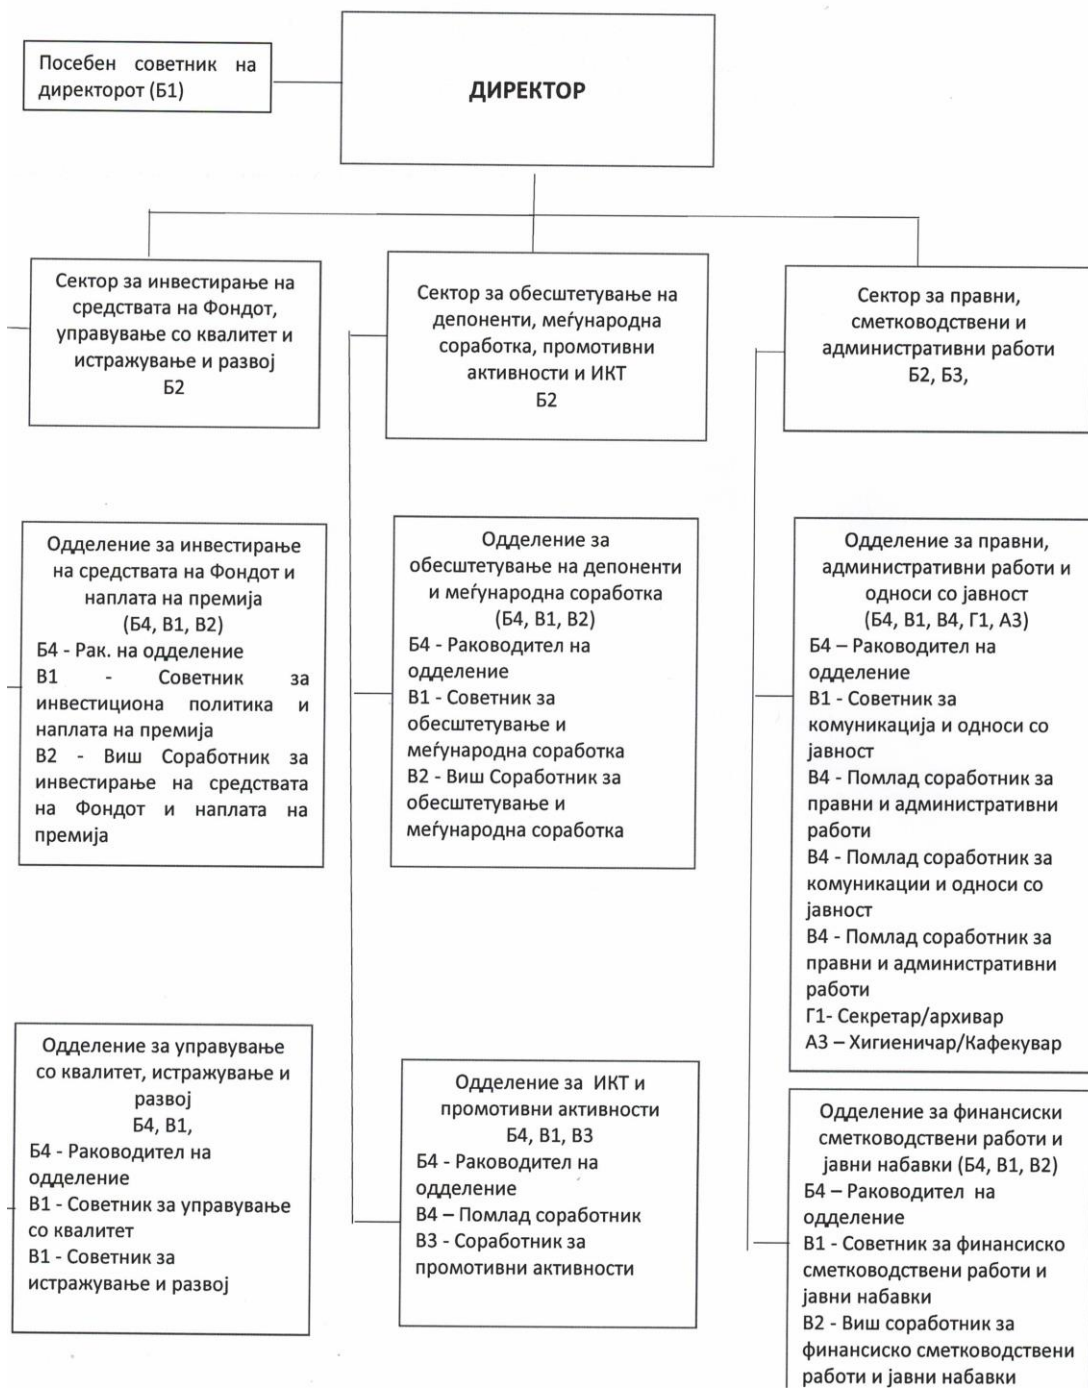 Посебен советник на
директорот (Б1)
ДИРЕКТОР
Сектор за инвестирање на
средствата на Фондот,
управување со квалитет и
истражување и развој
Б2
Сектор за обесштетување на
депоненти, меѓународна
соработка, промотивни
активности и ИКТ
Б2
Сектор за правни,
сметководствени и
административни работи
Б2, Б3,
Одделение за инвестирање
на средствата на Фондот и
наплата на премија
(Б4, В1, В2)
Б4 - Рак. на одделение
В1 - Советник за
инвестициона политика и
наплата на премија
В2 - Виш Соработник за
инвестирање на средствата
на Фондот и наплата на
премија
Одделение за
обесштетување на депоненти
и меѓународна соработка
(Б4, В1, В2)
Б4 - Раководител на
одделение
В1 - Советник за
обесштетување и
меѓународна соработка
В2 - Виш Соработник за
обесштетување и
меѓународна соработка
Одделение за правни,
административни работи и
односи со јавност
(Б4, В1, В4, Г1, А3)
Б4 – Раководител на
одделение
В1 - Советник за
комуникација и односи со
јавност
В4 - Помлад соработник за
правни и административни
работи
В4 - Помлад соработник за
комуникации и односи со
јавност
В4 - Помлад соработник за
правни и административни
работи
Г1- Секретар/архивар
А3 – Хигиеничар/Кафекувар
Одделение за управување
со квалитет, истражување и
развој
Б4, В1,
Б4 - Раководител на
одделение
В1 - Советник за управување
со квалитет
В1 - Советник за
истражување и развој
Одделение за ИКТ и
промотивни активности
Б4, В1, В3
Б4 - Раководител на
одделение
В4 – Помлад соработник
В3 - Соработник за
промотивни активности
Одделение за финансиски
сметководствени работи и
јавни набавки (Б4, В1, В2)
Б4 – Раководител на
одделение
В1 - Советник за финансиско
сметководствени работи и
јавни набавки
В2 - Виш соработник за
финансиско сметководствени
работи и јавни набавки